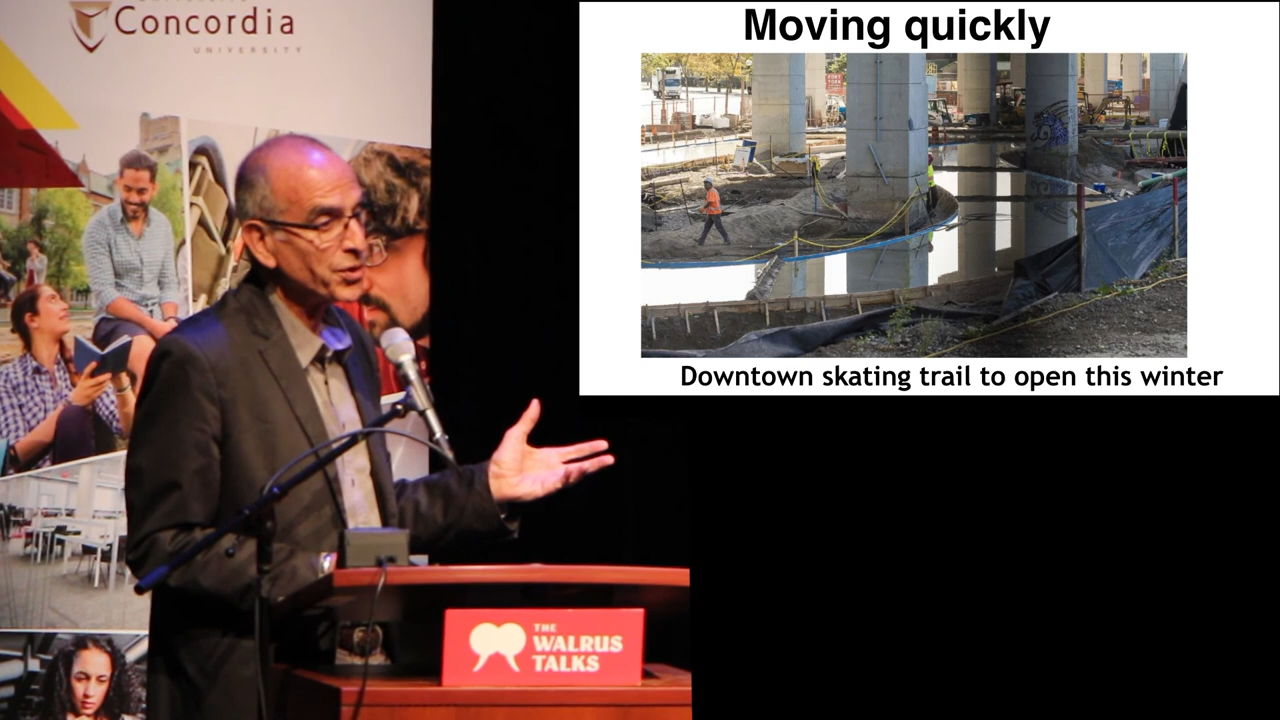 Concordia
UNIVERSITY
Moving quickly
Downtown skating trail to open this winter
THE
WALRUS
TALKS